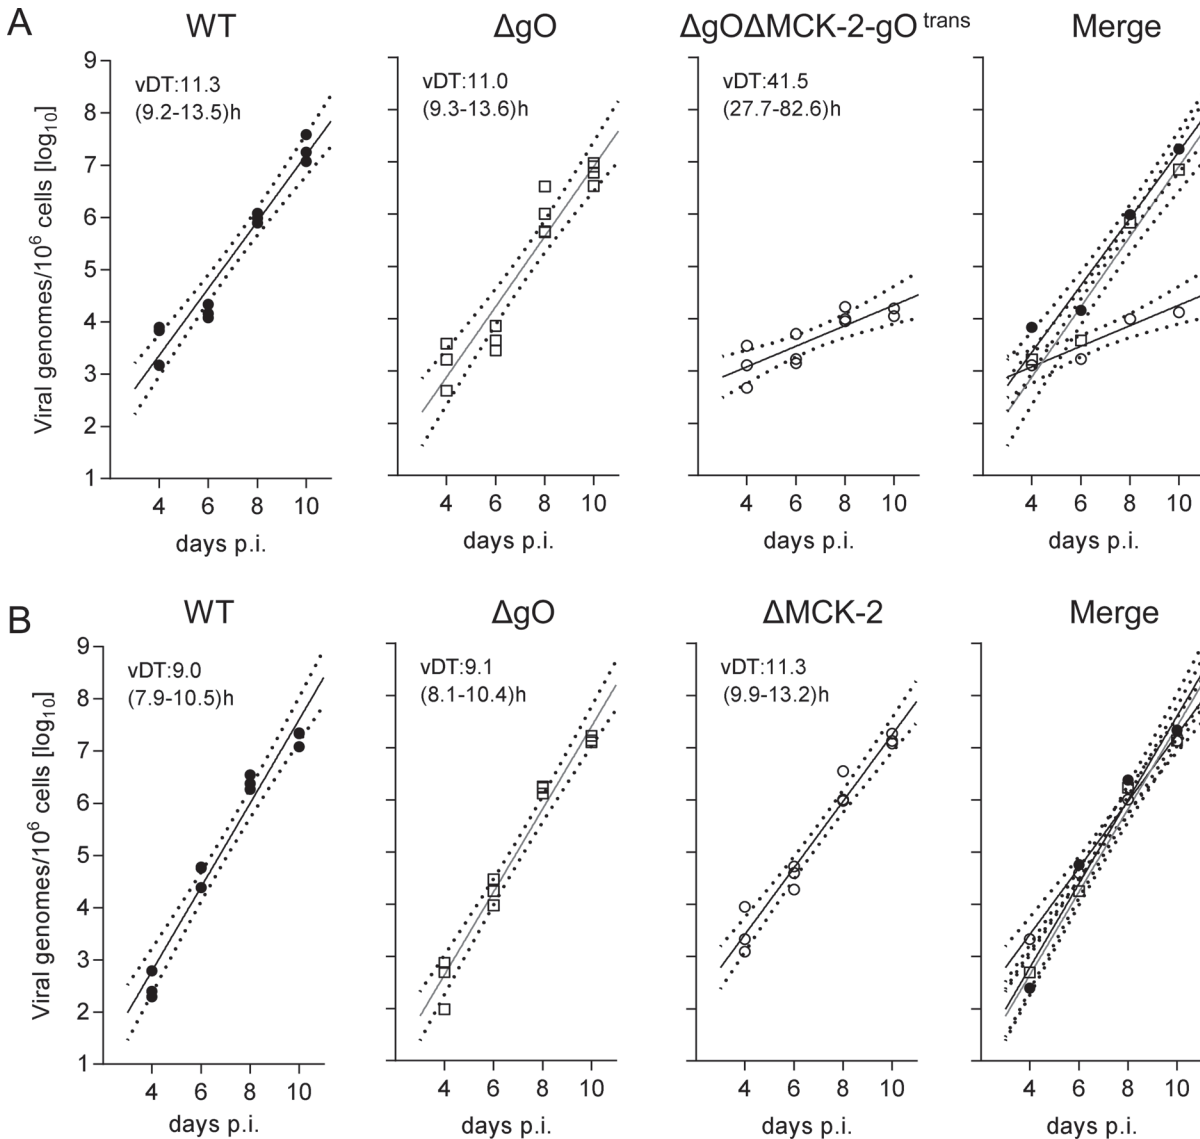 A
WT
ΔgO
ΔgOΔMCK-2-gO trans
Merge
Viral genomes/10⁶ cells [log₁₀]
9
8
7
6
5
4
3
2
1
vDT:11.3
(9.2-13.5)h
vDT:11.0
(9.3-13.6)h
vDT:41.5
(27.7-82.6)h
4 6 8 10
4 6 8 10
4 6 8 10
4 6 8 10
days p.i.
days p.i.
days p.i.
days p.i.
B
WT
ΔgO
ΔMCK-2
Merge
Viral genomes/10⁶ cells [log₁₀]
9
8
7
6
5
4
3
2
1
vDT:9.0
(7.9-10.5)h
vDT:9.1
(8.1-10.4)h
vDT:11.3
(9.9-13.2)h
4 6 8 10
4 6 8 10
4 6 8 10
4 6 8 10
days p.i.
days p.i.
days p.i.
days p.i.